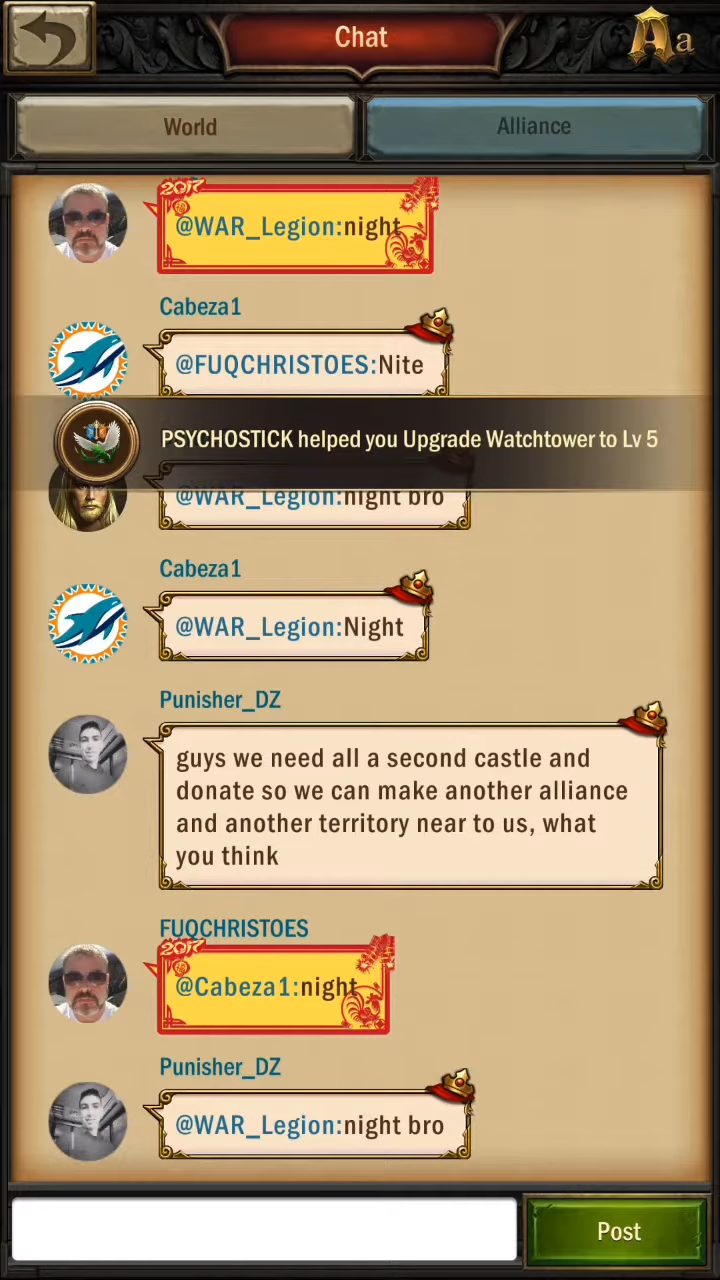 Chat
Aa
World
Alliance
2017
@WAR_Legion:night
Cabeza1
@FUQCHRISTOES:Nite
PSYCHOSTICK helped you Upgrade Watchtower to Lv 5
@WAR_Legion:night bro
Cabeza1
@WAR_Legion:Night
Punisher_DZ
guys we need all a second castle and
donate so we can make another alliance
and another territory near to us, what
you think
FUQCHRISTOES
2017
@Cabeza1:night
Punisher_DZ
@WAR_Legion:night bro
Post